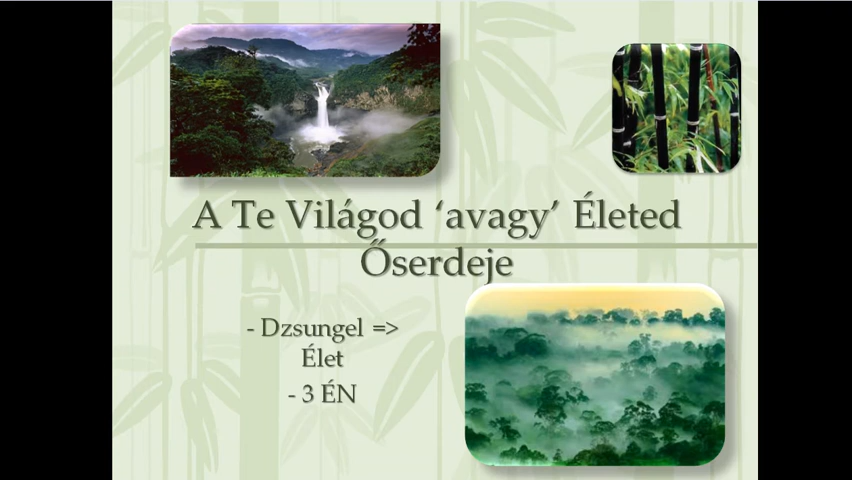 A Te Világod ‘avagy’ Életed
Őserdeje
- Dzsungel =>
Élet
- 3 ÉN